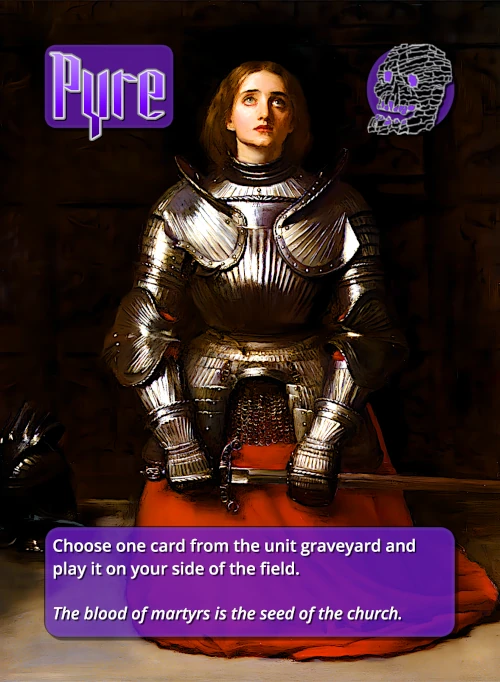 Pyre
Choose one card from the unit graveyard and
play it on your side of the field.
The blood of martyrs is the seed of the church.